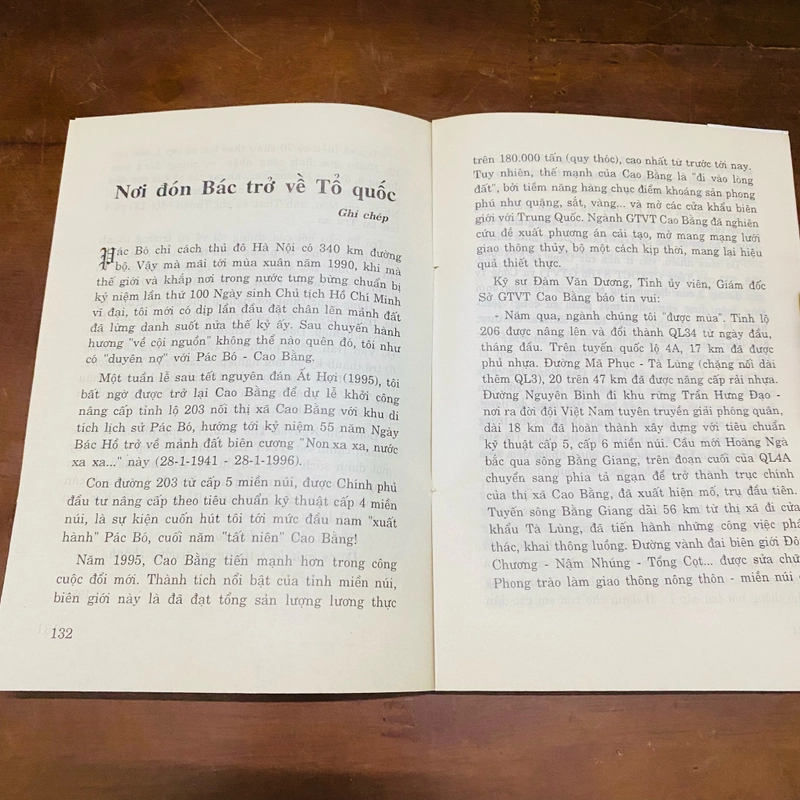 Nơi đón Bác trở về Tổ quốc
Ghi chép
Pác Bó chỉ cách thủ đô Hà Nội có 340 km đường
bộ. Vậy mà mãi tới mùa xuân năm 1990, khi mà
thế giới và khắp nơi trong nước tưng bừng chuẩn bị
kỷ niệm lần thứ 100 Ngày sinh Chủ tịch Hồ Chí Minh
vĩ đại, tôi mới có dịp lần đầu đặt chân lên mảnh đất
đã lừng danh suốt nửa thế kỷ ấy. Sau chuyến hành
hương "về cội nguồn" không thể nào quên đó, tôi như
có "duyên nợ" với Pác Bó - Cao Bằng.
Một tuần lễ sau tết nguyên đán Ất Hợi (1995), tôi
bất ngờ được trở lại Cao Bằng để dự lễ khởi công
nâng cấp tỉnh lộ 203 nối thị xã Cao Bằng với khu di
tích lịch sử Pác Bó, hướng tới kỷ niệm 55 năm Ngày
Bác Hồ trở về mảnh đất biên cương "Non xa xa, nước
xa xa..." này (28-1-1941 - 28-1-1996).
Con đường 203 từ cấp 5 miền núi, được Chính phủ
đầu tư nâng cấp theo tiêu chuẩn kỹ thuật cấp 4 miền
núi, là sự kiện cuốn hút tôi tới mức đầu nam "xuất
hành" Pác Bó, cuối năm "tất niên" Cao Bằng!
Năm 1995, Cao Bằng tiến mạnh hơn trong công
cuộc đổi mới. Thành tích nổi bật của tỉnh miền núi,
biên giới này là đã đạt tổng sản lượng lương thực
132
trên 180.000 tấn (quy thóc), cao nhất từ trước tới nay.
Tuy nhiên, thế mạnh của Cao Bằng là "đi vào lòng
đất", bởi tiềm năng hàng chục điểm khoáng sản phong
phú như quặng, sắt, vàng,... và mở các cửa khẩu biên
giới với Trung Quốc. Ngành GTVT Cao Bằng đã nghiên
cứu đề xuất phương án cải tạo, mở mang mạng lưới
giao thông thủy, bộ một cách kịp thời, mang lại hiệu
quả thiết thực.
Kỹ sư Đàm Văn Dương, Tỉnh ủy viên, Giám đốc
Sở GTVT Cao Bằng báo tin vui:
- Năm qua, ngành chúng tôi "được mùa". Tỉnh lộ
206 được nâng lên và đổi thành QL34 từ ngày đầu,
tháng đầu. Trên tuyến quốc lộ 4A, 17 km đã được
phủ nhựa. Đường Mã Phục - Tà Lùng (chặng nối dài
thêm QL3), 20 trên 47 km đã được nâng cấp rải nhựa.
Đường Nguyên Bình đi khu rừng Trần Hưng Đạo -
nơi ra đời đội Việt Nam tuyên truyền giải phóng quân,
dài 18 km đã hoàn thành xây dựng với tiêu chuẩn
kỹ thuật cấp 5, cấp 6 miền núi. Cầu mới Hoàng Ngà
bắc qua sông Bằng Giang, trên đoạn cuối của QL4A
chuyển sang phía tả ngạn để trở thành trục chính
của thị xã Cao Bằng, đã xuất hiện mố, trụ đầu tiên.
Tuyến sông Bằng Giang dài 56 km từ thị xã đi cửa
khẩu Tà Lùng, đã tiến hành những công việc phá
thác, khai thông luồng. Đường vành đai biên giới
Chương - Nậm Nhúng - Tổng Cọt... được sửa
Phong trào làm giao thông nông thôn - miền núi